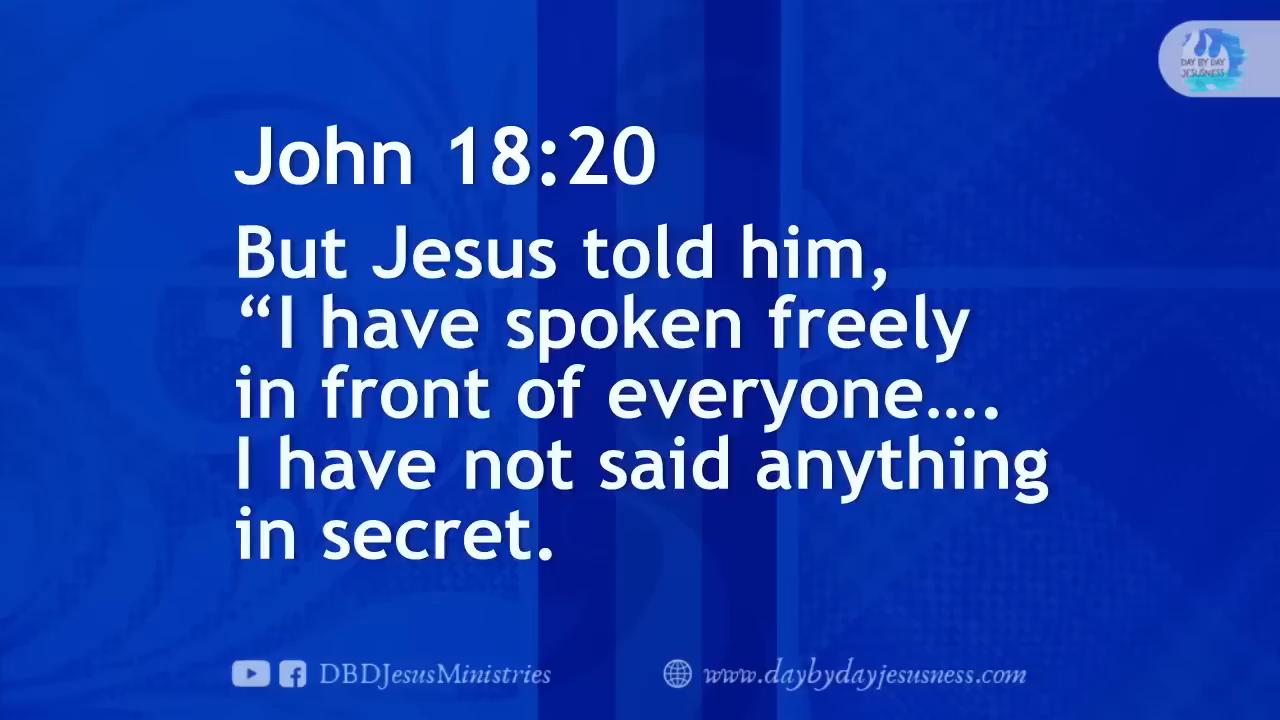 DAY BY DAY
JESUSNESS
John 18:20
But Jesus told him,
“I have spoken freely
in front of everyone….
I have not said anything
in secret.
DBDJesusMinistries
www.daybydayjesusness.com